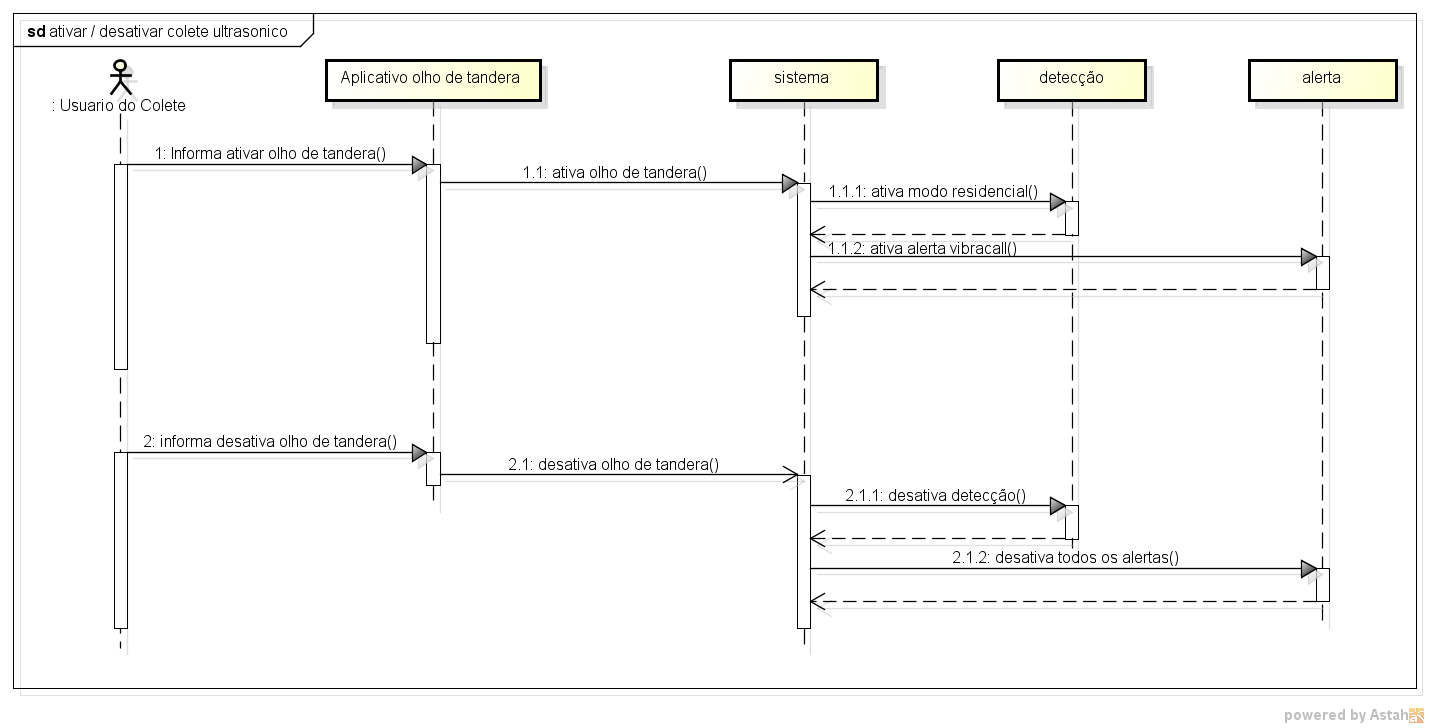 sd ativar / desativar colete ultrasonico
: Usuario do Colete
Aplicativo olho de tandera
sistema
detecção
alerta
1: Informa ativar olho de tandera()
1.1: ativa olho de tandera()
1.1.1: ativa modo residencial()
1.1.2: ativa alerta vibracall()
2: informa desativa olho de tandera()
2.1: desativa olho de tandera()
2.1.1: desativa detecção()
2.1.2: desativa todos os alertas()
powered by Astah